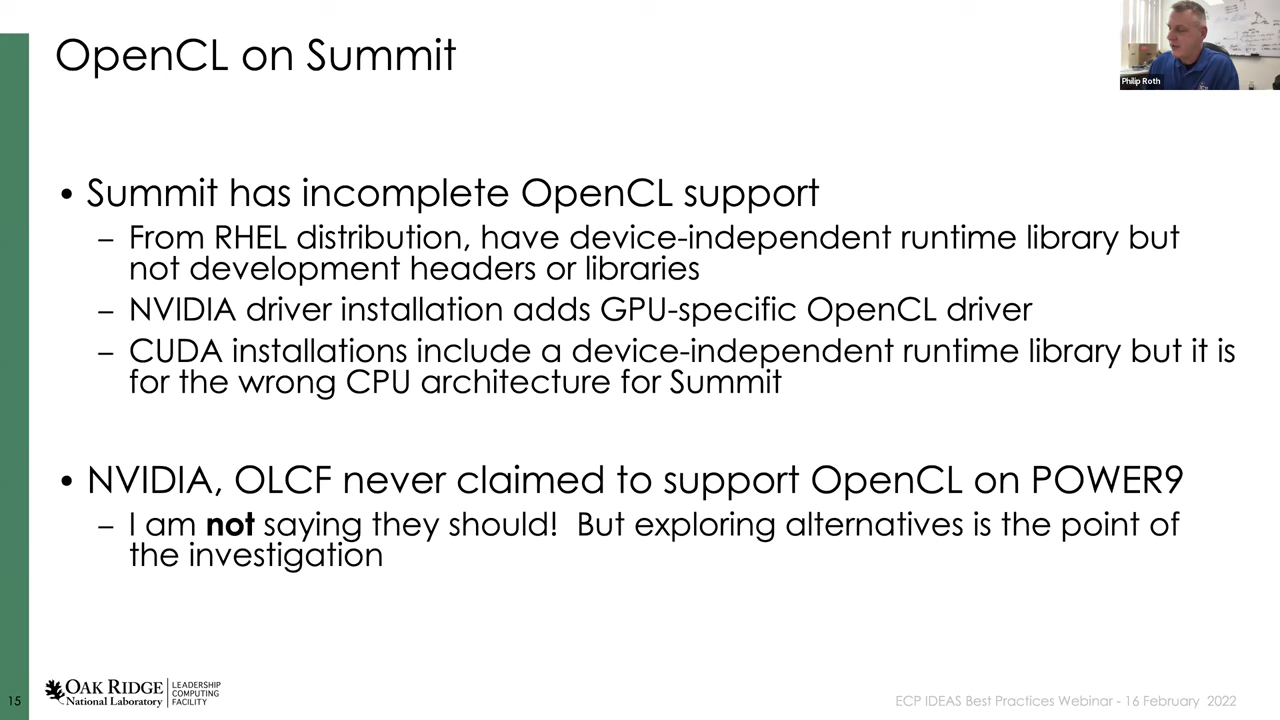 OpenCL on Summit
Philip Roth
• Summit has incomplete OpenCL support
– From RHEL distribution, have device-independent runtime library but
not development headers or libraries
– NVIDIA driver installation adds GPU-specific OpenCL driver
– CUDA installations include a device-independent runtime library but it is
for the wrong CPU architecture for Summit
• NVIDIA, OLCF never claimed to support OpenCL on POWER9
– I am not saying they should! But exploring alternatives is the point of
the investigation
15
OAK RIDGE
National Laboratory
LEADERSHIP
COMPUTING
FACILITY
ECP IDEAS Best Practices Webinar - 16 February 2022